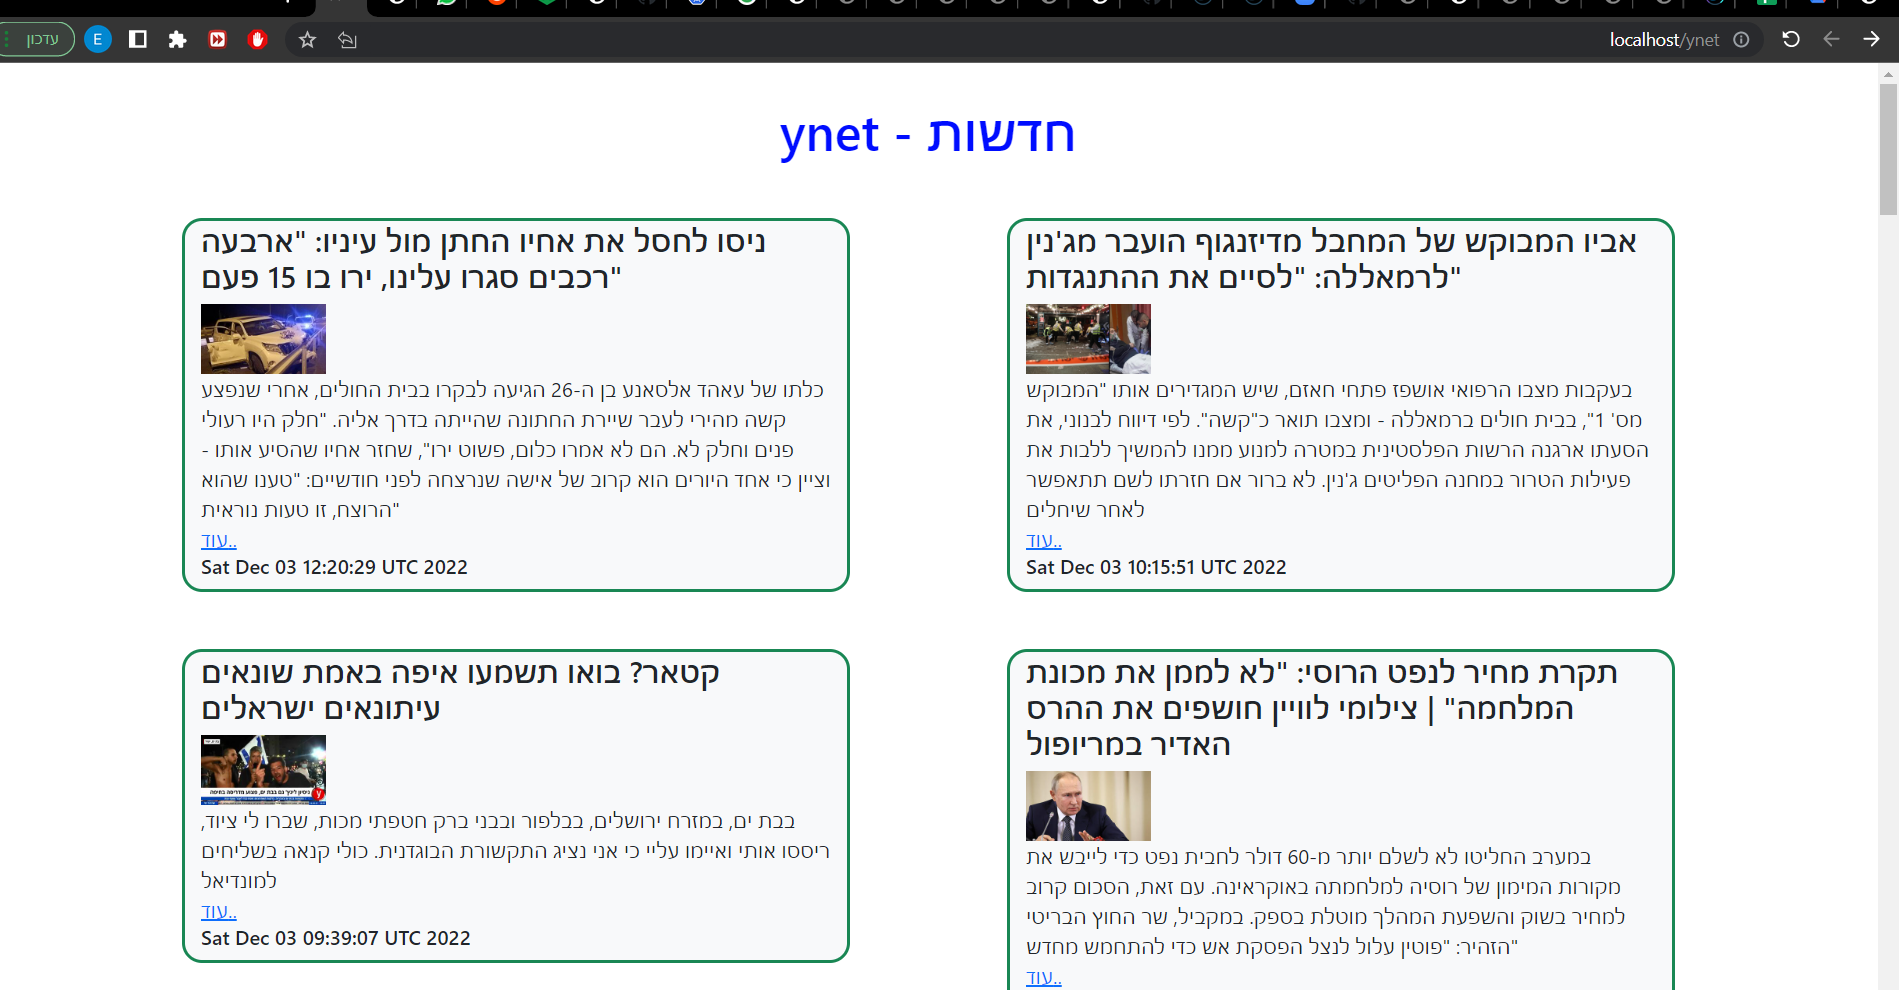 עדכון
E
localhost/ynet
חדשות - ynet
ניסו לחסל את אחיו החתן מול עיניו: "ארבעה
רכבים סגרו עלינו, ירו בו 15 פעם"
כלתו של עאהד אלסאנע בן ה-26 הגיעה לבקרו בבית החולים, אחרי שנפצע
קשה מהירי לעבר שיירת החתונה שהייתה בדרך אליה. "חלק היו רעולי
פנים וחלק לא. הם לא אמרו כלום, פשוט ירו", שחזר אחיו שהסיע אותו -
וציין כי אחד היורים הוא קרוב של אישה שנרצחה לפני חודשיים: "טענו שהוא
הרוצח, זו טעות נוראית"
עוד..
Sat Dec 03 12:20:29 UTC 2022
אביו המבוקש של המחבל מדיזנגוף הועבר מג'נין
לרמאללה: "לסיים את ההתנגדות"
בעקבות מצבו הרפואי אושפז פתחי חאזם, שיש המגדירים אותו "המבוקש
מס' 1", בבית חולים ברמאללה - ומצבו תואר כ"קשה". לפי דיווח לבנוני, את
הסעתו ארגנה הרשות הפלסטינית במטרה למנוע ממנו להמשיך ללבות את
פעילות הטרור במחנה הפליטים ג'נין. לא ברור אם חזרתו לשם תתאפשר
לאחר שיחלים
עוד..
Sat Dec 03 10:15:51 UTC 2022
קטאר? בואו תשמעו איפה באמת שונאים
עיתונאים ישראלים
בבת ים, במזרח ירושלים, בבלפור ובבני ברק חטפתי מכות, שברו לי ציוד,
ריססו אותי ואיימו עליי כי אני נציג התקשורת הבוגדנית. כולי קנאה בשליחים
למונדיאל
עוד..
Sat Dec 03 09:39:07 UTC 2022
תקרת מחיר לנפט הרוסי: "לא לממן את מכונת
המלחמה" | צילומי לוויין חושפים את ההרס
האדיר במריופול
במערב החליטו לא לשלם יותר מ-60 דולר לחבית נפט כדי לייבש את
מקורות המימון של רוסיה למלחמתה באוקראינה. עם זאת, הסכום קרוב
למחיר בשוק והשפעת המהלך מוטלת בספק. במקביל, שר החוץ הבריטי
הזהיר: "פוטין עלול לנצל הפסקת אש כדי להתחמש מחדש"
עוד..